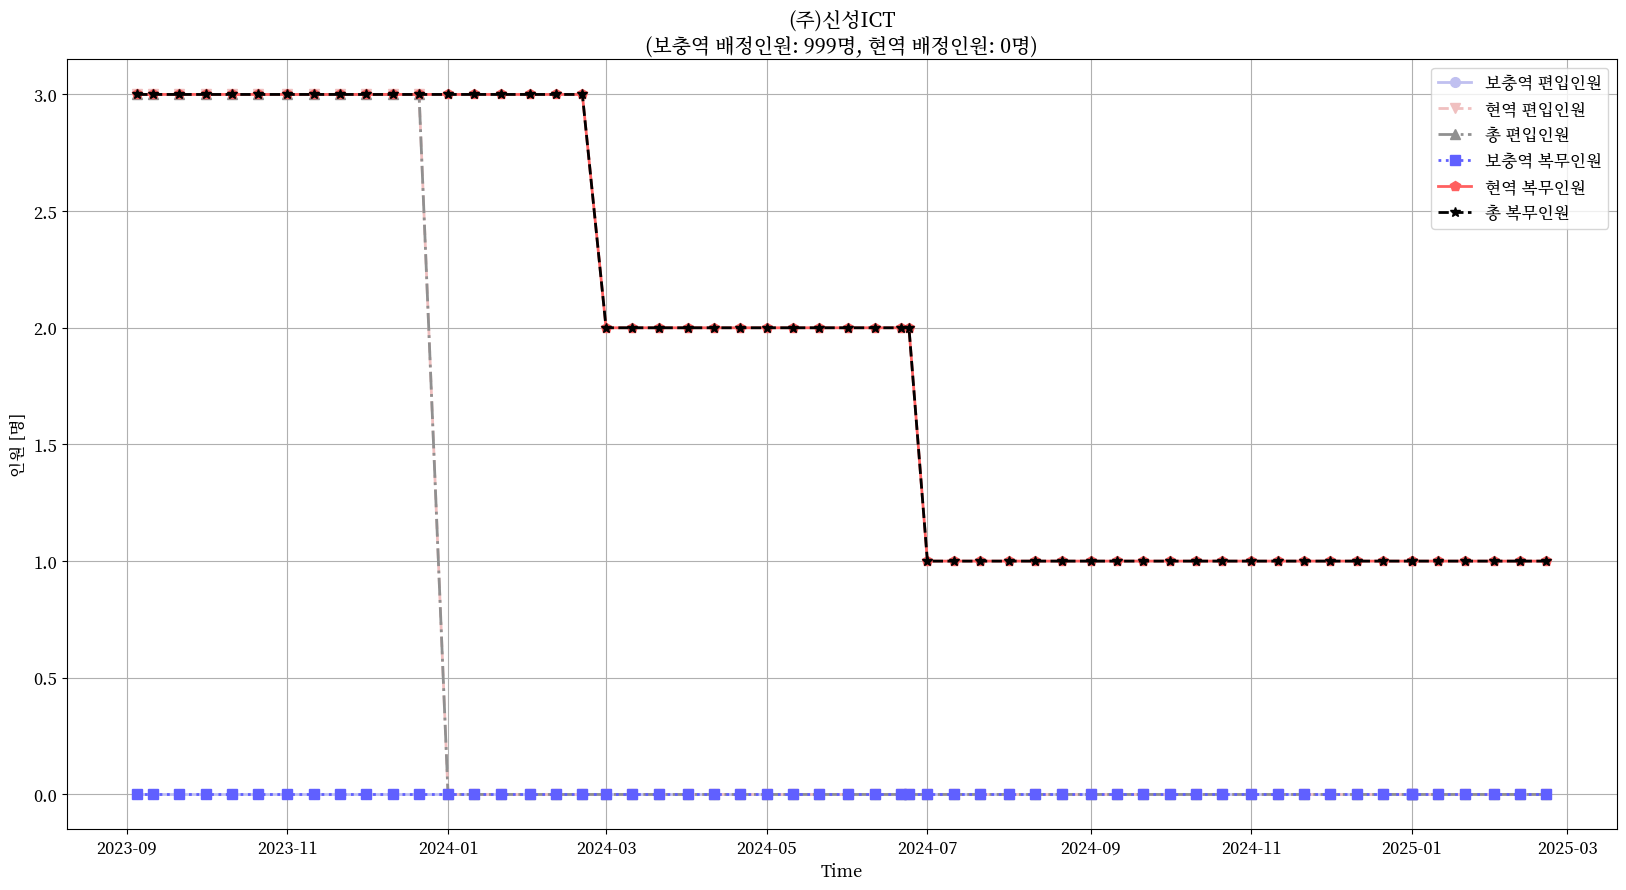 (주)신성ICT
(보충역 배정인원: 999명, 현역 배정인원: 0명)
보충역 편입인원
현역 편입인원
총 편입인원
보충역 복무인원
현역 복무인원
총 복무인원
인원 [명]
3.0
2.5
2.0
1.5
1.0
0.5
0.0
2023-09 2023-11 2024-01 2024-03 2024-05 2024-07 2024-09 2024-11 2025-01 2025-03
Time